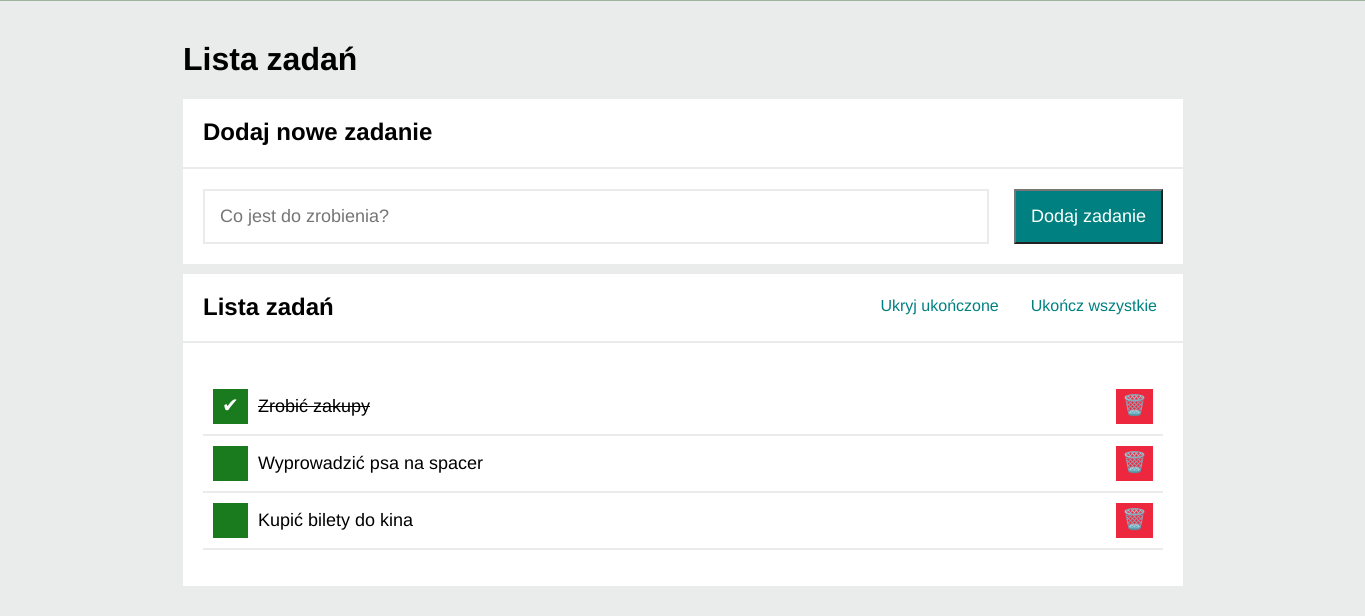 Lista zadań
Dodaj nowe zadanie
Co jest do zrobienia?
Dodaj zadanie
Lista zadań
Ukryj ukończone
Ukończ wszystkie
✔ Zrobić zakupy
Wyprowadzić psa na spacer
Kupić bilety do kina